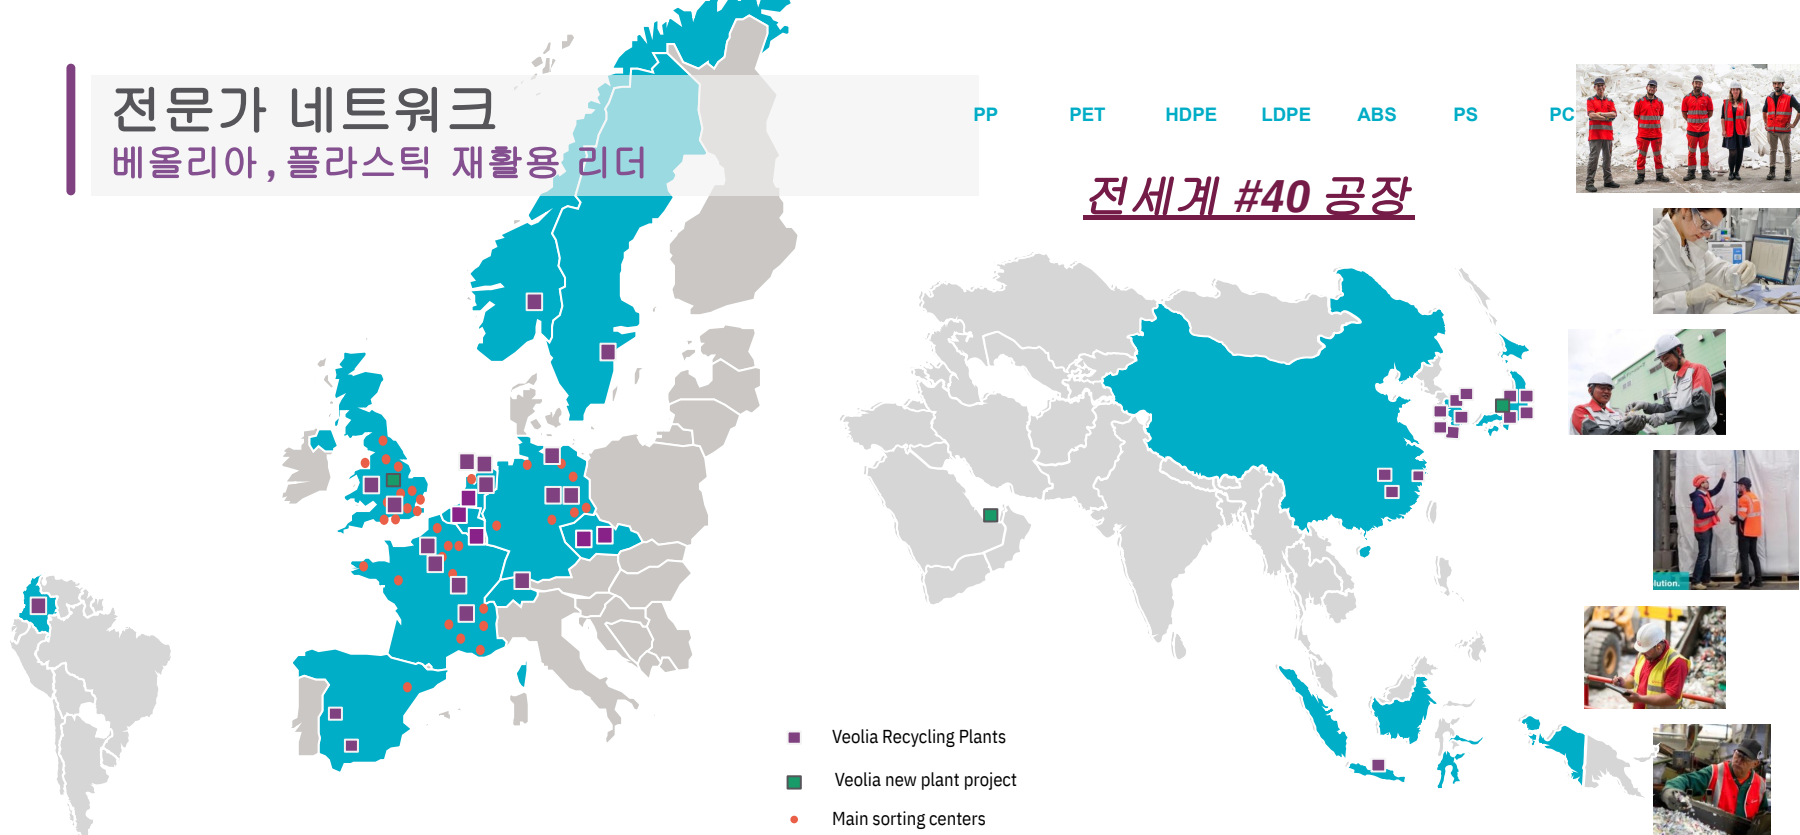 전문가 네트워크
베올리아, 플라스틱 재활용 리더
PP PET HDPE LDPE ABS PS PC
전세계 #40 공장
lution.
Veolia Recycling Plants
Veolia new plant project
Main sorting centers